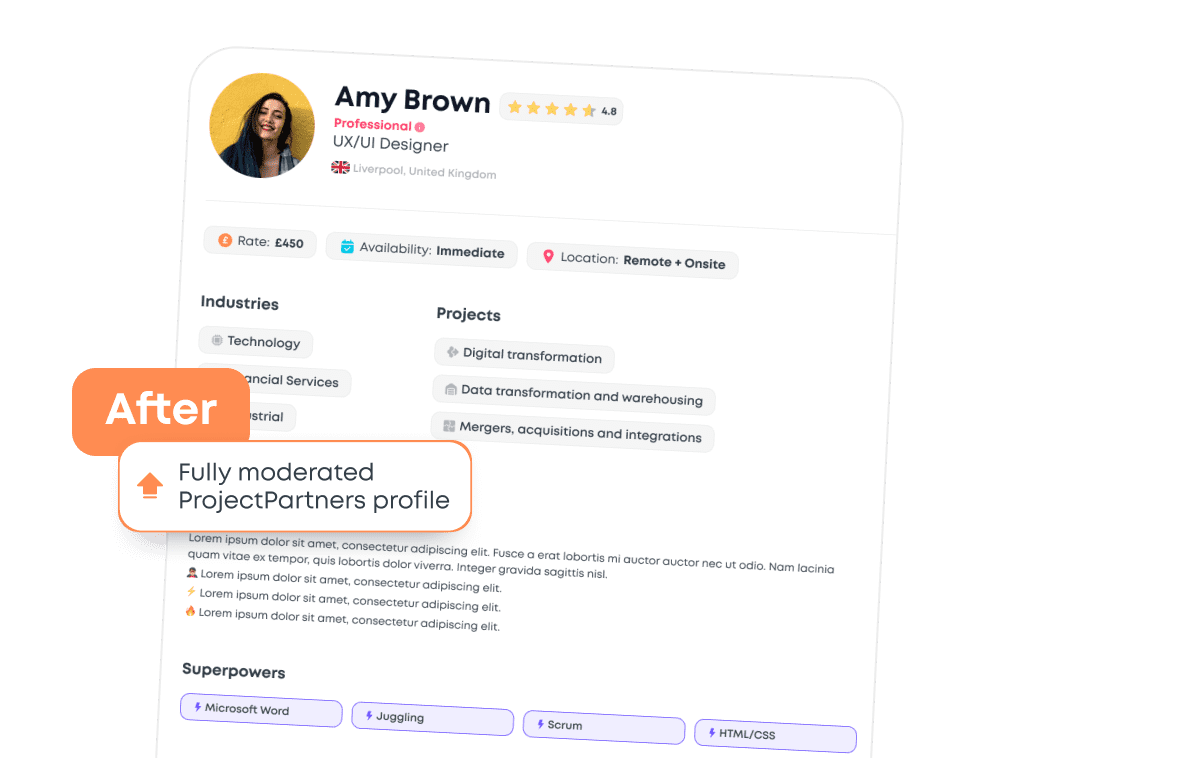 Amy Brown
4.8
Professional
UX/UI Designer
Liverpool, United Kingdom
Rate: £450
Availability: Immediate
Location: Remote + Onsite
Industries
Technology
ancial Services
ustrial
Projects
Digital transformation
Data transformation and warehousing
Mergers, acquisitions and integrations
After
Fully moderated
ProjectPartners profile
Lorem ipsum dolor sit amet, consectetur adipiscing elit. Fusce a erat lobortis mi auctor auctor nec ut odio. Nam lacinia
quam vitae ex tempor, quis lobortis dolor viverra. Integer gravida sagittis nisl.
Lorem ipsum dolor sit amet, consectetur adipiscing elit.
Lorem ipsum dolor sit amet, consectetur adipiscing elit.
Lorem ipsum dolor sit amet, consectetur adipiscing elit.
Superpowers
Microsoft Word
Juggling
Scrum
HTML/CSS